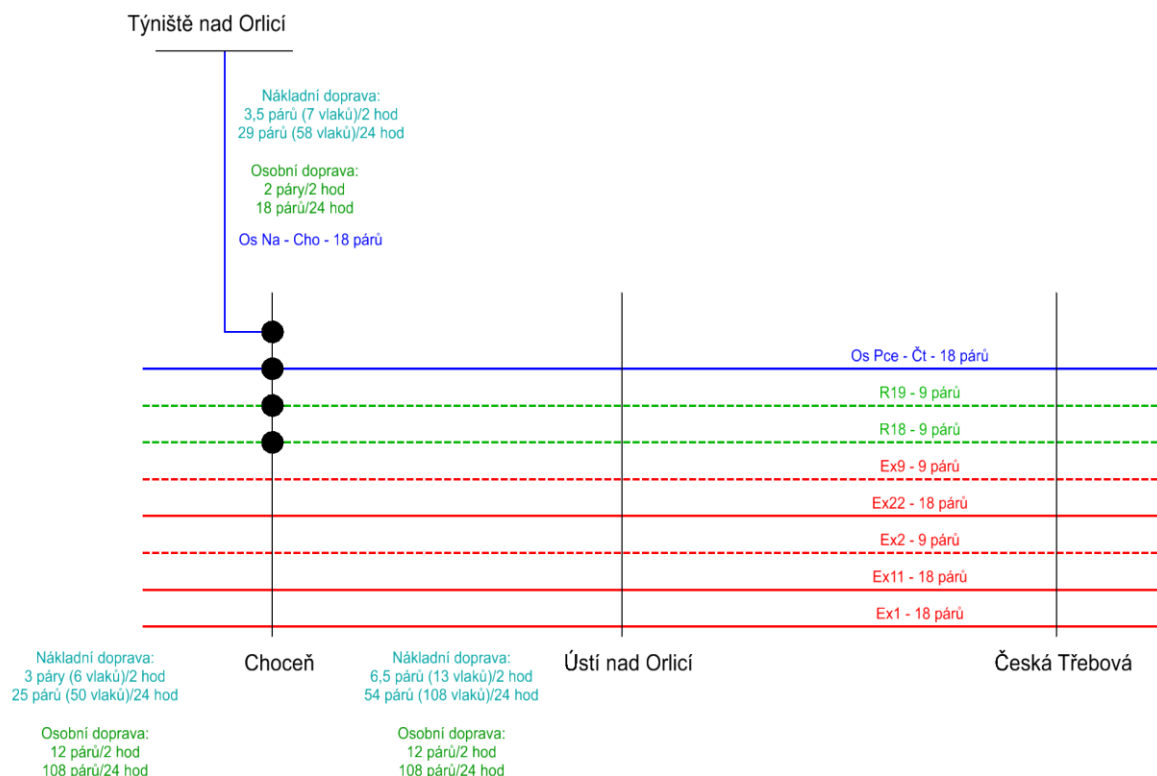 Týniště nad Orlicí
Nákladní doprava:
3,5 párů (7 vlaků)/2 hod
29 párů (58 vlaků)/24 hod
Osobní doprava:
2 páry/2 hod
18 párů/24 hod
Os Na - Cho - 18 párů
Os Pce - Čt - 18 párů
R19 - 9 párů
R18 - 9 párů
Ex9 - 9 párů
Ex22 - 18 párů
Ex2 - 9 párů
Ex11 - 18 párů
Ex1 - 18 párů
Choceň
Ústí nad Orlicí
Česká Třebová
Nákladní doprava:
3 páry (6 vlaků)/2 hod
25 párů (50 vlaků)/24 hod
Osobní doprava:
12 párů/2 hod
108 párů/24 hod
Nákladní doprava:
6,5 párů (13 vlaků)/2 hod
54 párů (108 vlaků)/24 hod
Osobní doprava:
12 párů/2 hod
108 párů/24 hod